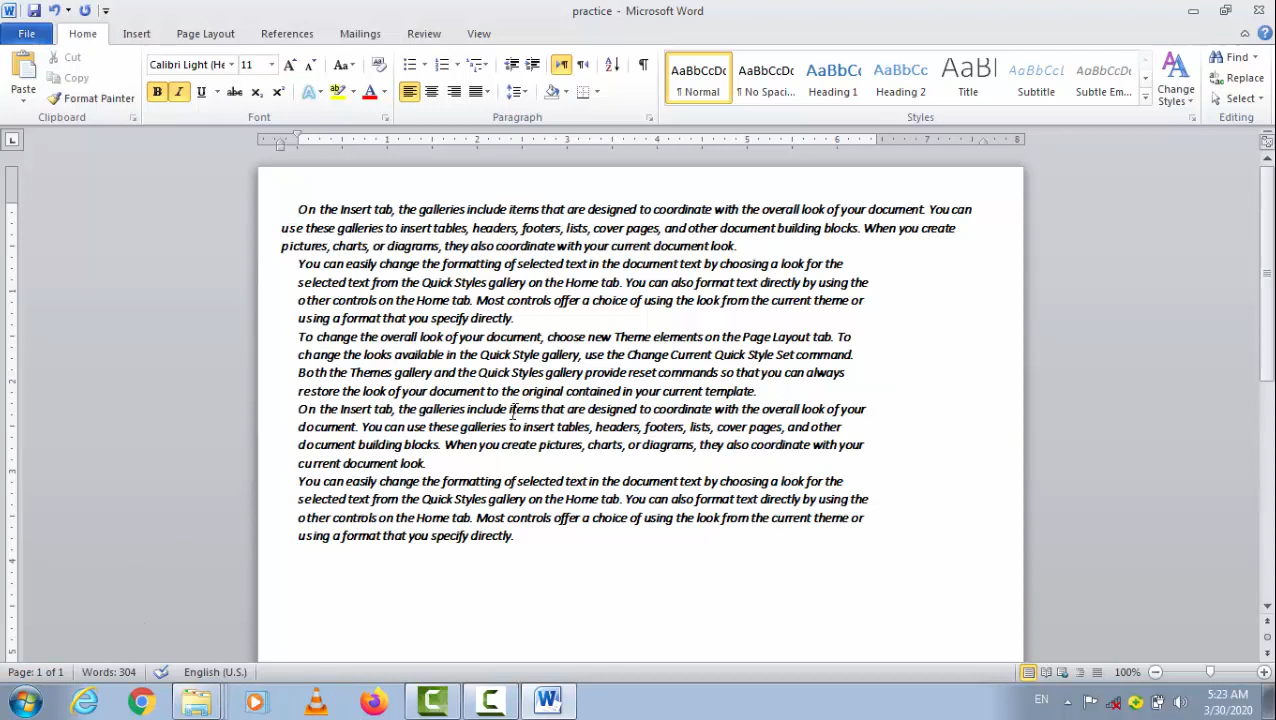 practice - Microsoft Word
File Home Insert Page Layout References Mailings Review View
Paste
Cut
Copy
Format Painter
Clipboard
Calibri Light (He 11
Font
Paragraph
AaBbCcDc AaBbCcDc AaBbCc AaBbCc AaBl AaBbCcl AaBbCcDc
¶ Normal ¶ No Spaci... Heading 1 Heading 2 Title Subtitle Subtle Em...
Change Styles
Styles
Find
Replace
Select
Editing
1 2 3 4 5 6 7 8
On the Insert tab, the galleries include items that are designed to coordinate with the overall look of your document. You can
use these galleries to insert tables, headers, footers, lists, cover pages, and other document building blocks. When you create
pictures, charts, or diagrams, they also coordinate with your current document look.
You can easily change the formatting of selected text in the document text by choosing a look for the
selected text from the Quick Styles gallery on the Home tab. You can also format text directly by using the
other controls on the Home tab. Most controls offer a choice of using the look from the current theme or
using a format that you specify directly.
To change the overall look of your document, choose new Theme elements on the Page Layout tab. To
change the looks available in the Quick Style gallery, use the Change Current Quick Style Set command.
Both the Themes gallery and the Quick Styles gallery provide reset commands so that you can always
restore the look of your document to the original contained in your current template.
On the Insert tab, the galleries include items that are designed to coordinate with the overall look of your
document. You can use these galleries to insert tables, headers, footers, lists, cover pages, and other
document building blocks. When you create pictures, charts, or diagrams, they also coordinate with your
current document look.
You can easily change the formatting of selected text in the document text by choosing a look for the
selected text from the Quick Styles gallery on the Home tab. You can also format text directly by using the
other controls on the Home tab. Most controls offer a choice of using the look from the current theme or
using a format that you specify directly.
Page: 1 of 1 Words: 304 English (U.S.) 100%
EN
5:23 AM
3/30/2020